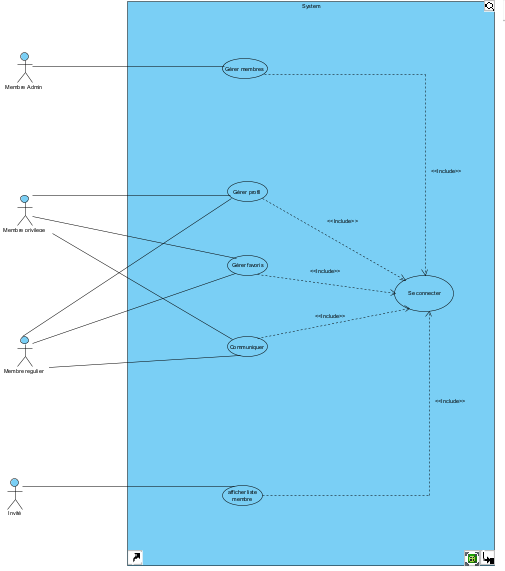 System
Gérer membres
Membre Admin
<<Include>>
Gérer profil
<<Include>>
Membre privilege
Gérer favoris
<<Include>>
Se connecter
<<Include>>
Communiquer
Membre regulier
<<Include>>
afficher liste
membre
Invité